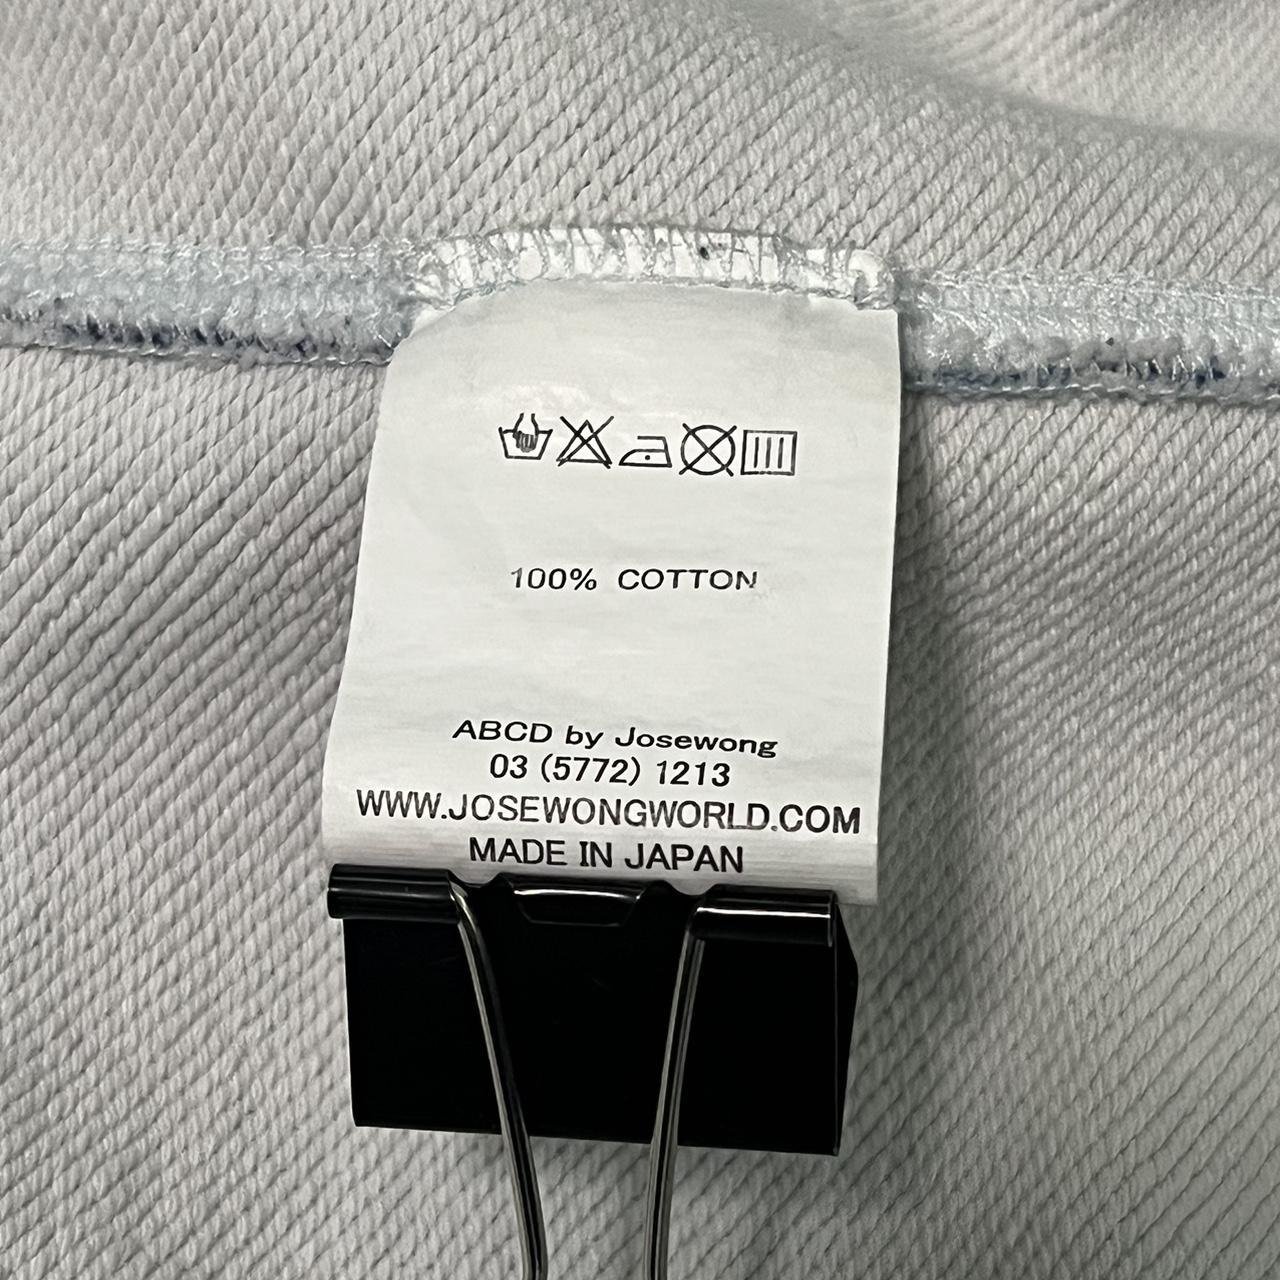 100% COTTON
ABCD by Josewong
03 (5772) 1213
WWW.JOSEWONGWORLD.COM
MADE IN JAPAN